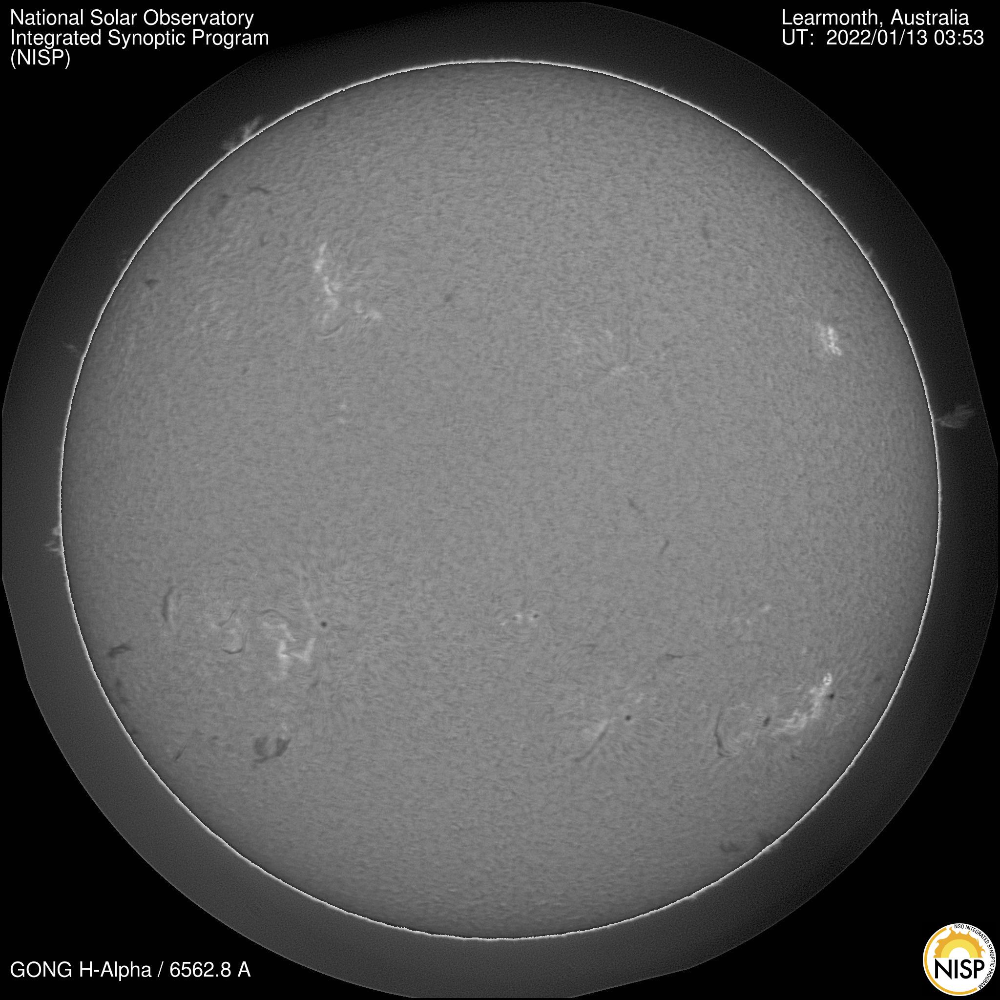 National Solar Observatory
Integrated Synoptic Program
(NISP)
Learmonth, Australia
UT: 2022/01/13 03:53
GONG H-Alpha / 6562.8 A
NSO INTEGRATED SYNOPTIC PROGRAM
NISP